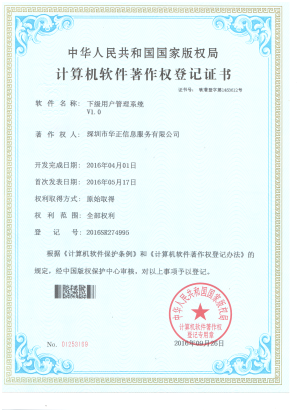 中华人民共和国国家版权局
计算机软件著作权登记证书
证书号: 软著登字第1453612号
软件名称: 下级用户管理系统
V1.0
著作权人: 深圳市华正信息服务有限公司
开发完成日期: 2016年04月01日
首次发表日期: 2016年05月17日
权利取得方式: 原始取得
权利范围: 全部权利
登记号: 2016SR274995
根据《计算机软件保护条例》和《计算机软件著作权登记办法》的
规定，经中国版权保护中心审核，对以上事项予以登记。
中华人民共和国国家版权局
计算机软件著作权
登记专用章
No. 01259169
2016年09月26日